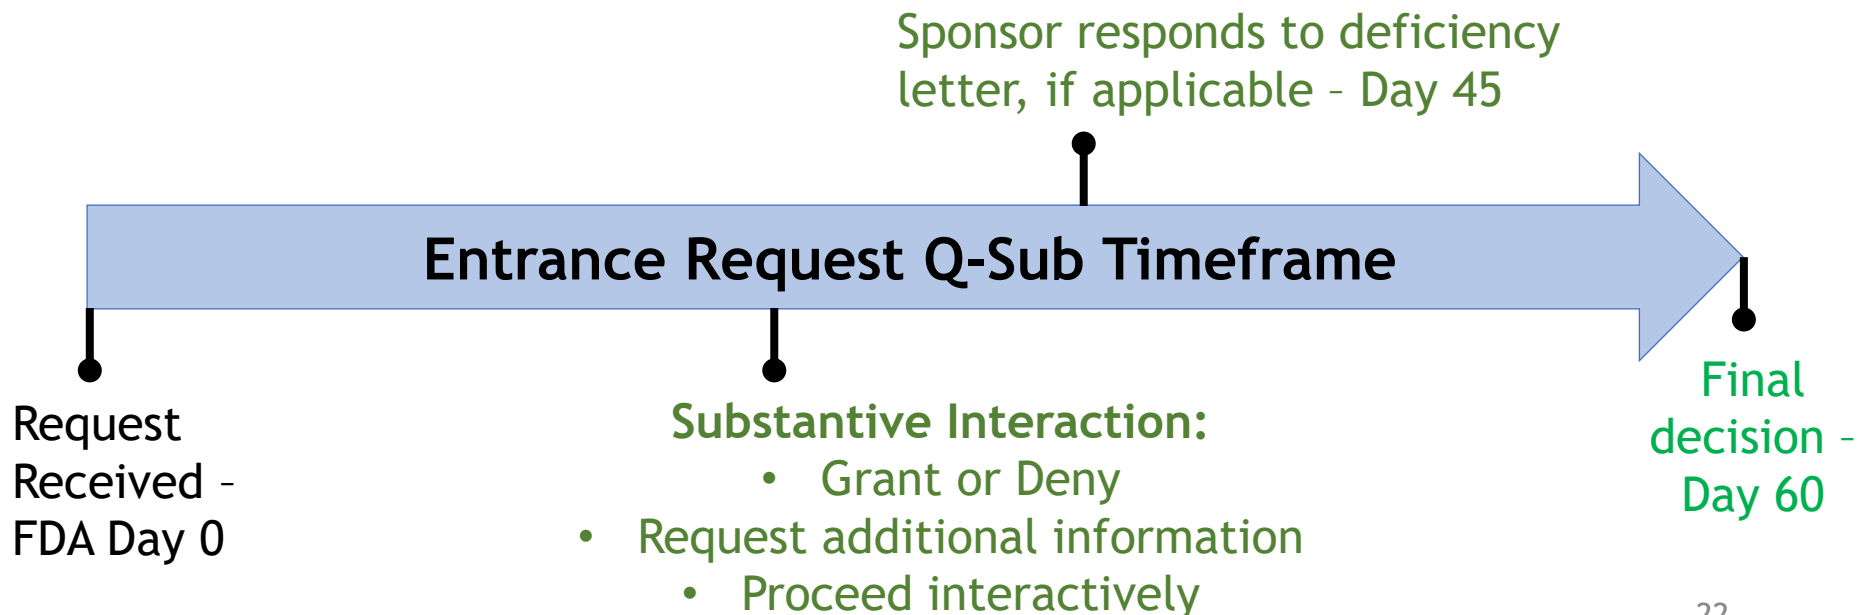 Sponsor responds to deficiency
letter, if applicable – Day 45
Entrance Request Q-Sub Timeframe
Request
Received –
FDA Day 0
Substantive Interaction:
• Grant or Deny
• Request additional information
• Proceed interactively
Final
decision –
Day 60
22